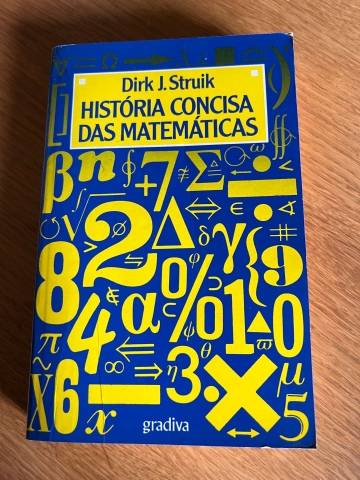 Dirk J. Struik
HISTÓRIA CONCISA
DAS MATEMÁTICAS
gradiva